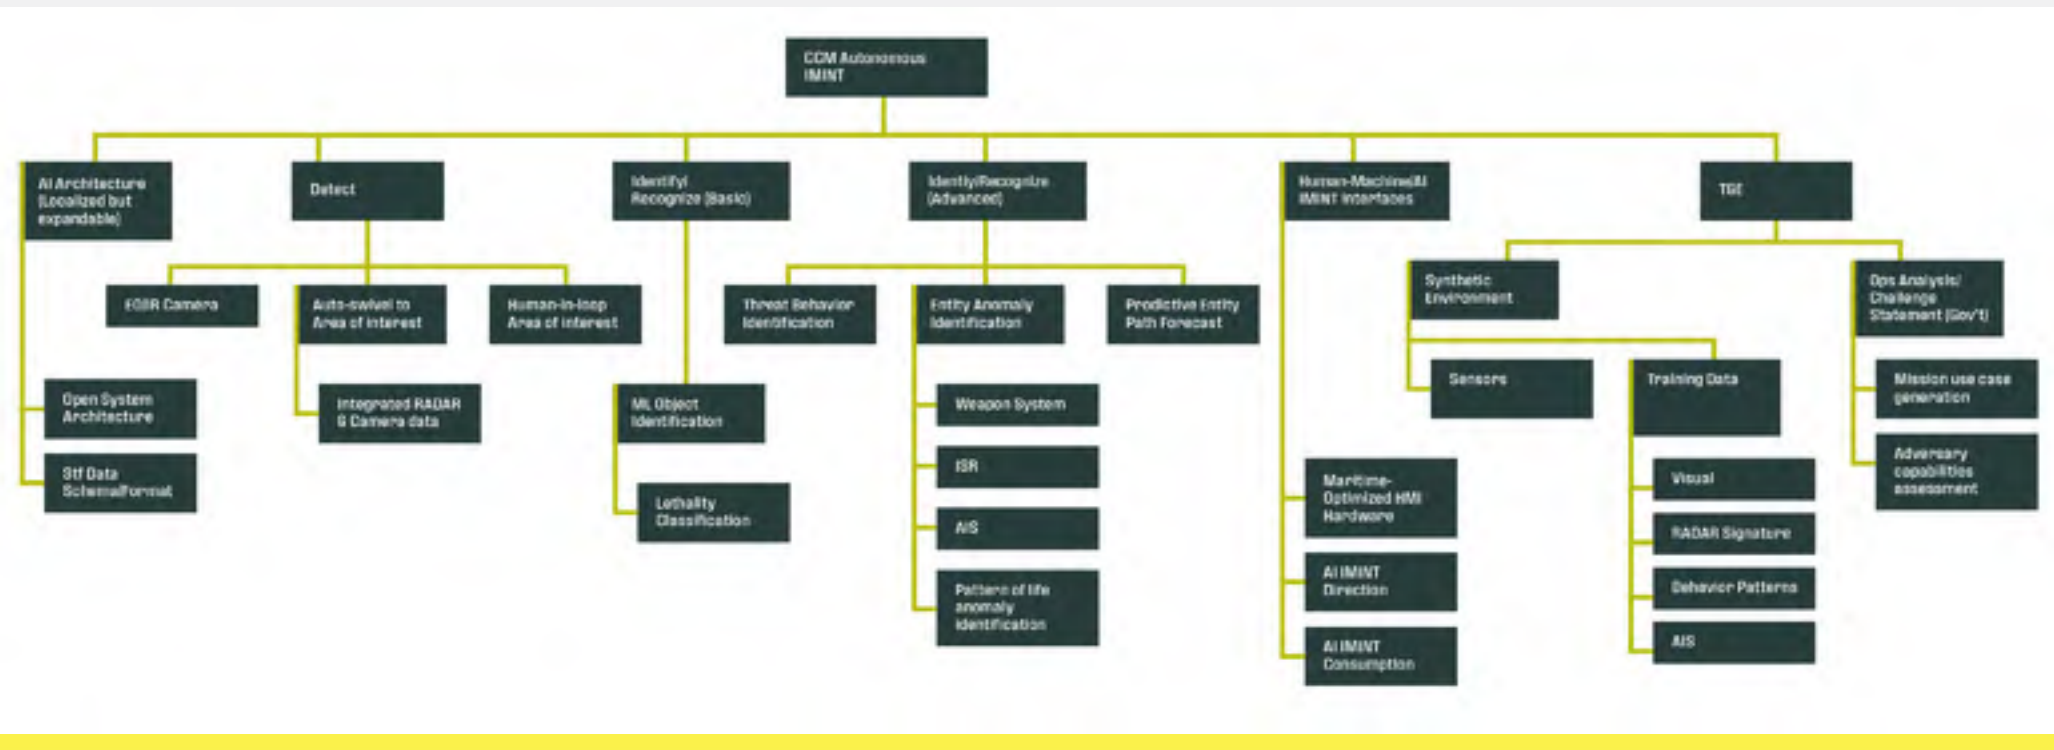 CCM Autonomous
IMINT
AI Architecture
(Localized but
expandable)
Detect
Identify/
Recognize (Basic)
Identiy/Recognize
(Advanced)
Human-Machine/AI
IMINT Interfaces
TGE
EOIR Camera
Auto-swivel to
Area of interest
Human-in-loop
Area of interest
Threat Behavior
Identification
Entity Anomaly
Identification
Prodictive Entity
Path Forecast
Synthetic
Environment
Ops Analysis/
Challenge
Statement (Gov't)
Open System
Architecture
Stf Data
Schema/Format
Integrated RADAR
& Camera data
ML Object
Identification
Lethality
Classification
Weapon System
ISR
AIS
Pattern of life
anomaly
identification
Maritime-
Optimized HMI
Hardware
AI IMINT
Direction
AI IMINT
Consumption
Sensors
Training Data
Visual
RADAR Signature
Behavior Patterns
AIS
Mission use case
generation
Adversary
capabilities
assessment